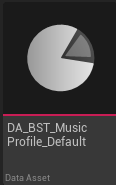 DA_BST_Music
Profile_Default
Data Asset